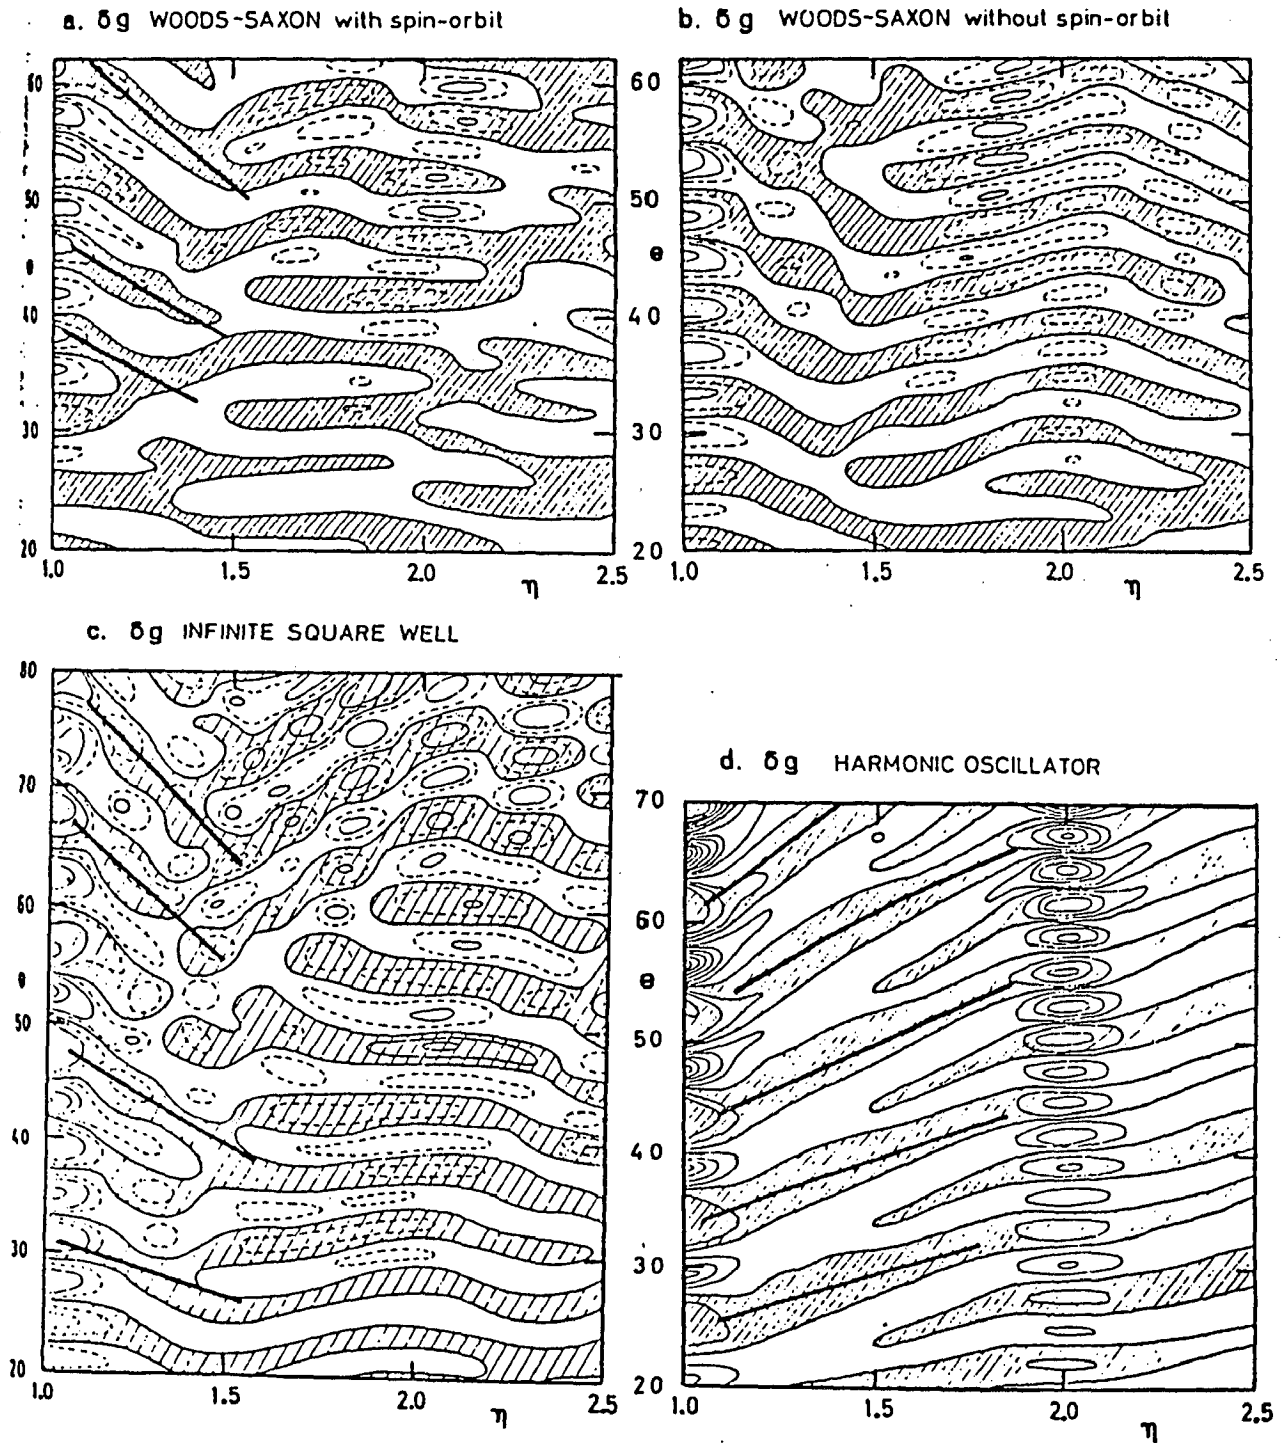 a. δg WOODS-SAXON with spin-orbit
60
50
e
40
30
20
1.0 1.5 2.0 2.5
η
b. δg WOODS-SAXON without spin-orbit
60
50
e
40
30
20
1.0 1.5 2.0 2.5
η
c. δg INFINITE SQUARE WELL
80
70
60
e
50
40
30
20
1.0 1.5 2.0 2.5
η
d. δg HARMONIC OSCILLATOR
70
60
e
50
40
30
20
1.0 1.5 2.0 2.5
η